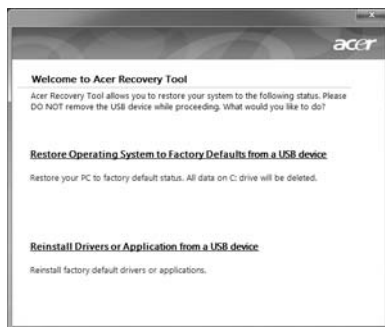 acer
Welcome to Acer Recovery Tool
Acer Recovery Tool allows you to restore your system to the following status. Please
DO NOT remove the USB device while proceeding. What would you like to do?
Restore Operating System to Factory Defaults from a USB device
Restore your PC to factory default status. All data on C: drive will be deleted.
Reinstall Drivers or Application from a USB device
Reinstall factory default drivers or applications.